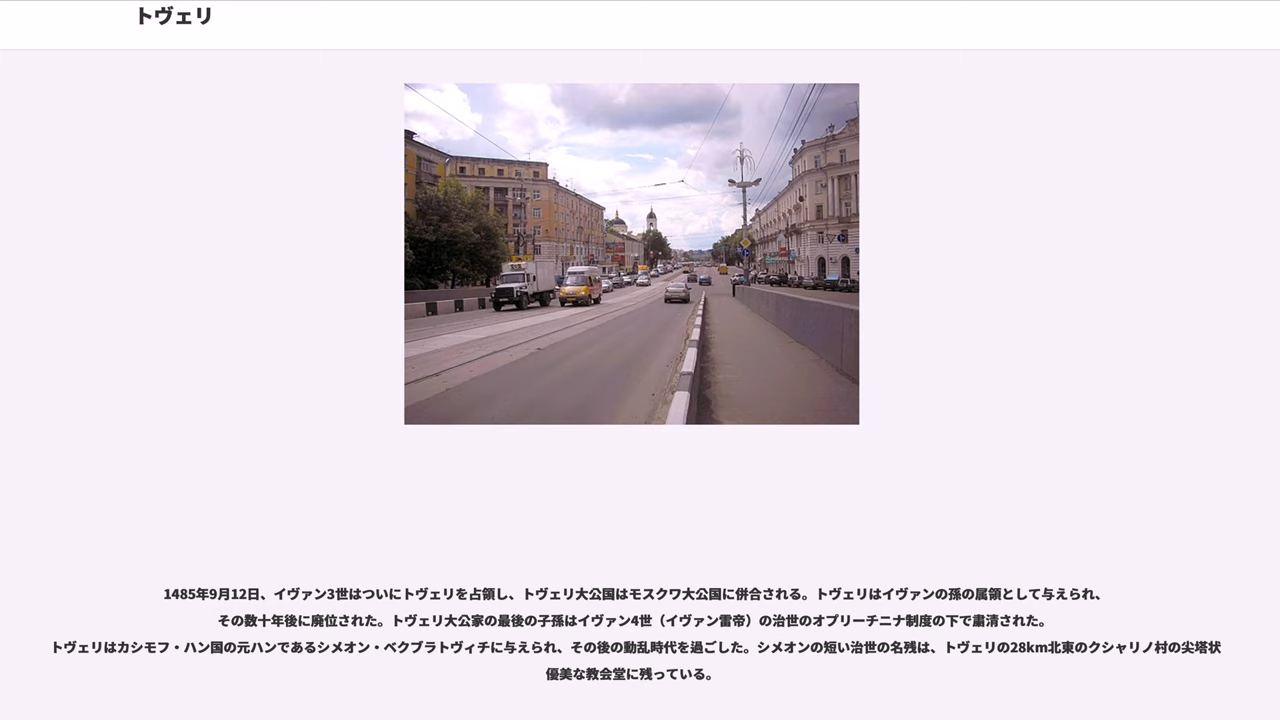 トヴェリ
1485年9月12日、イヴァン3世はついにトヴェリを占領し、トヴェリ大公国はモスクワ大公国に併合される。トヴェリはイヴァンの孫の属領として与えられ、
その数十年後に廃位された。トヴェリ大公家の最後の子孫はイヴァン4世（イヴァン雷帝）の治世のオプリーチニナ制度の下で粛清された。
トヴェリはカシモフ・ハン国の元ハンであるシメオン・ベクブラトヴィチに与えられ、その後の動乱時代を過ごした。シメオンの短い治世の名残は、トヴェリの28km北東のクシャリノ村の尖塔状
優美な教会堂に残っている。